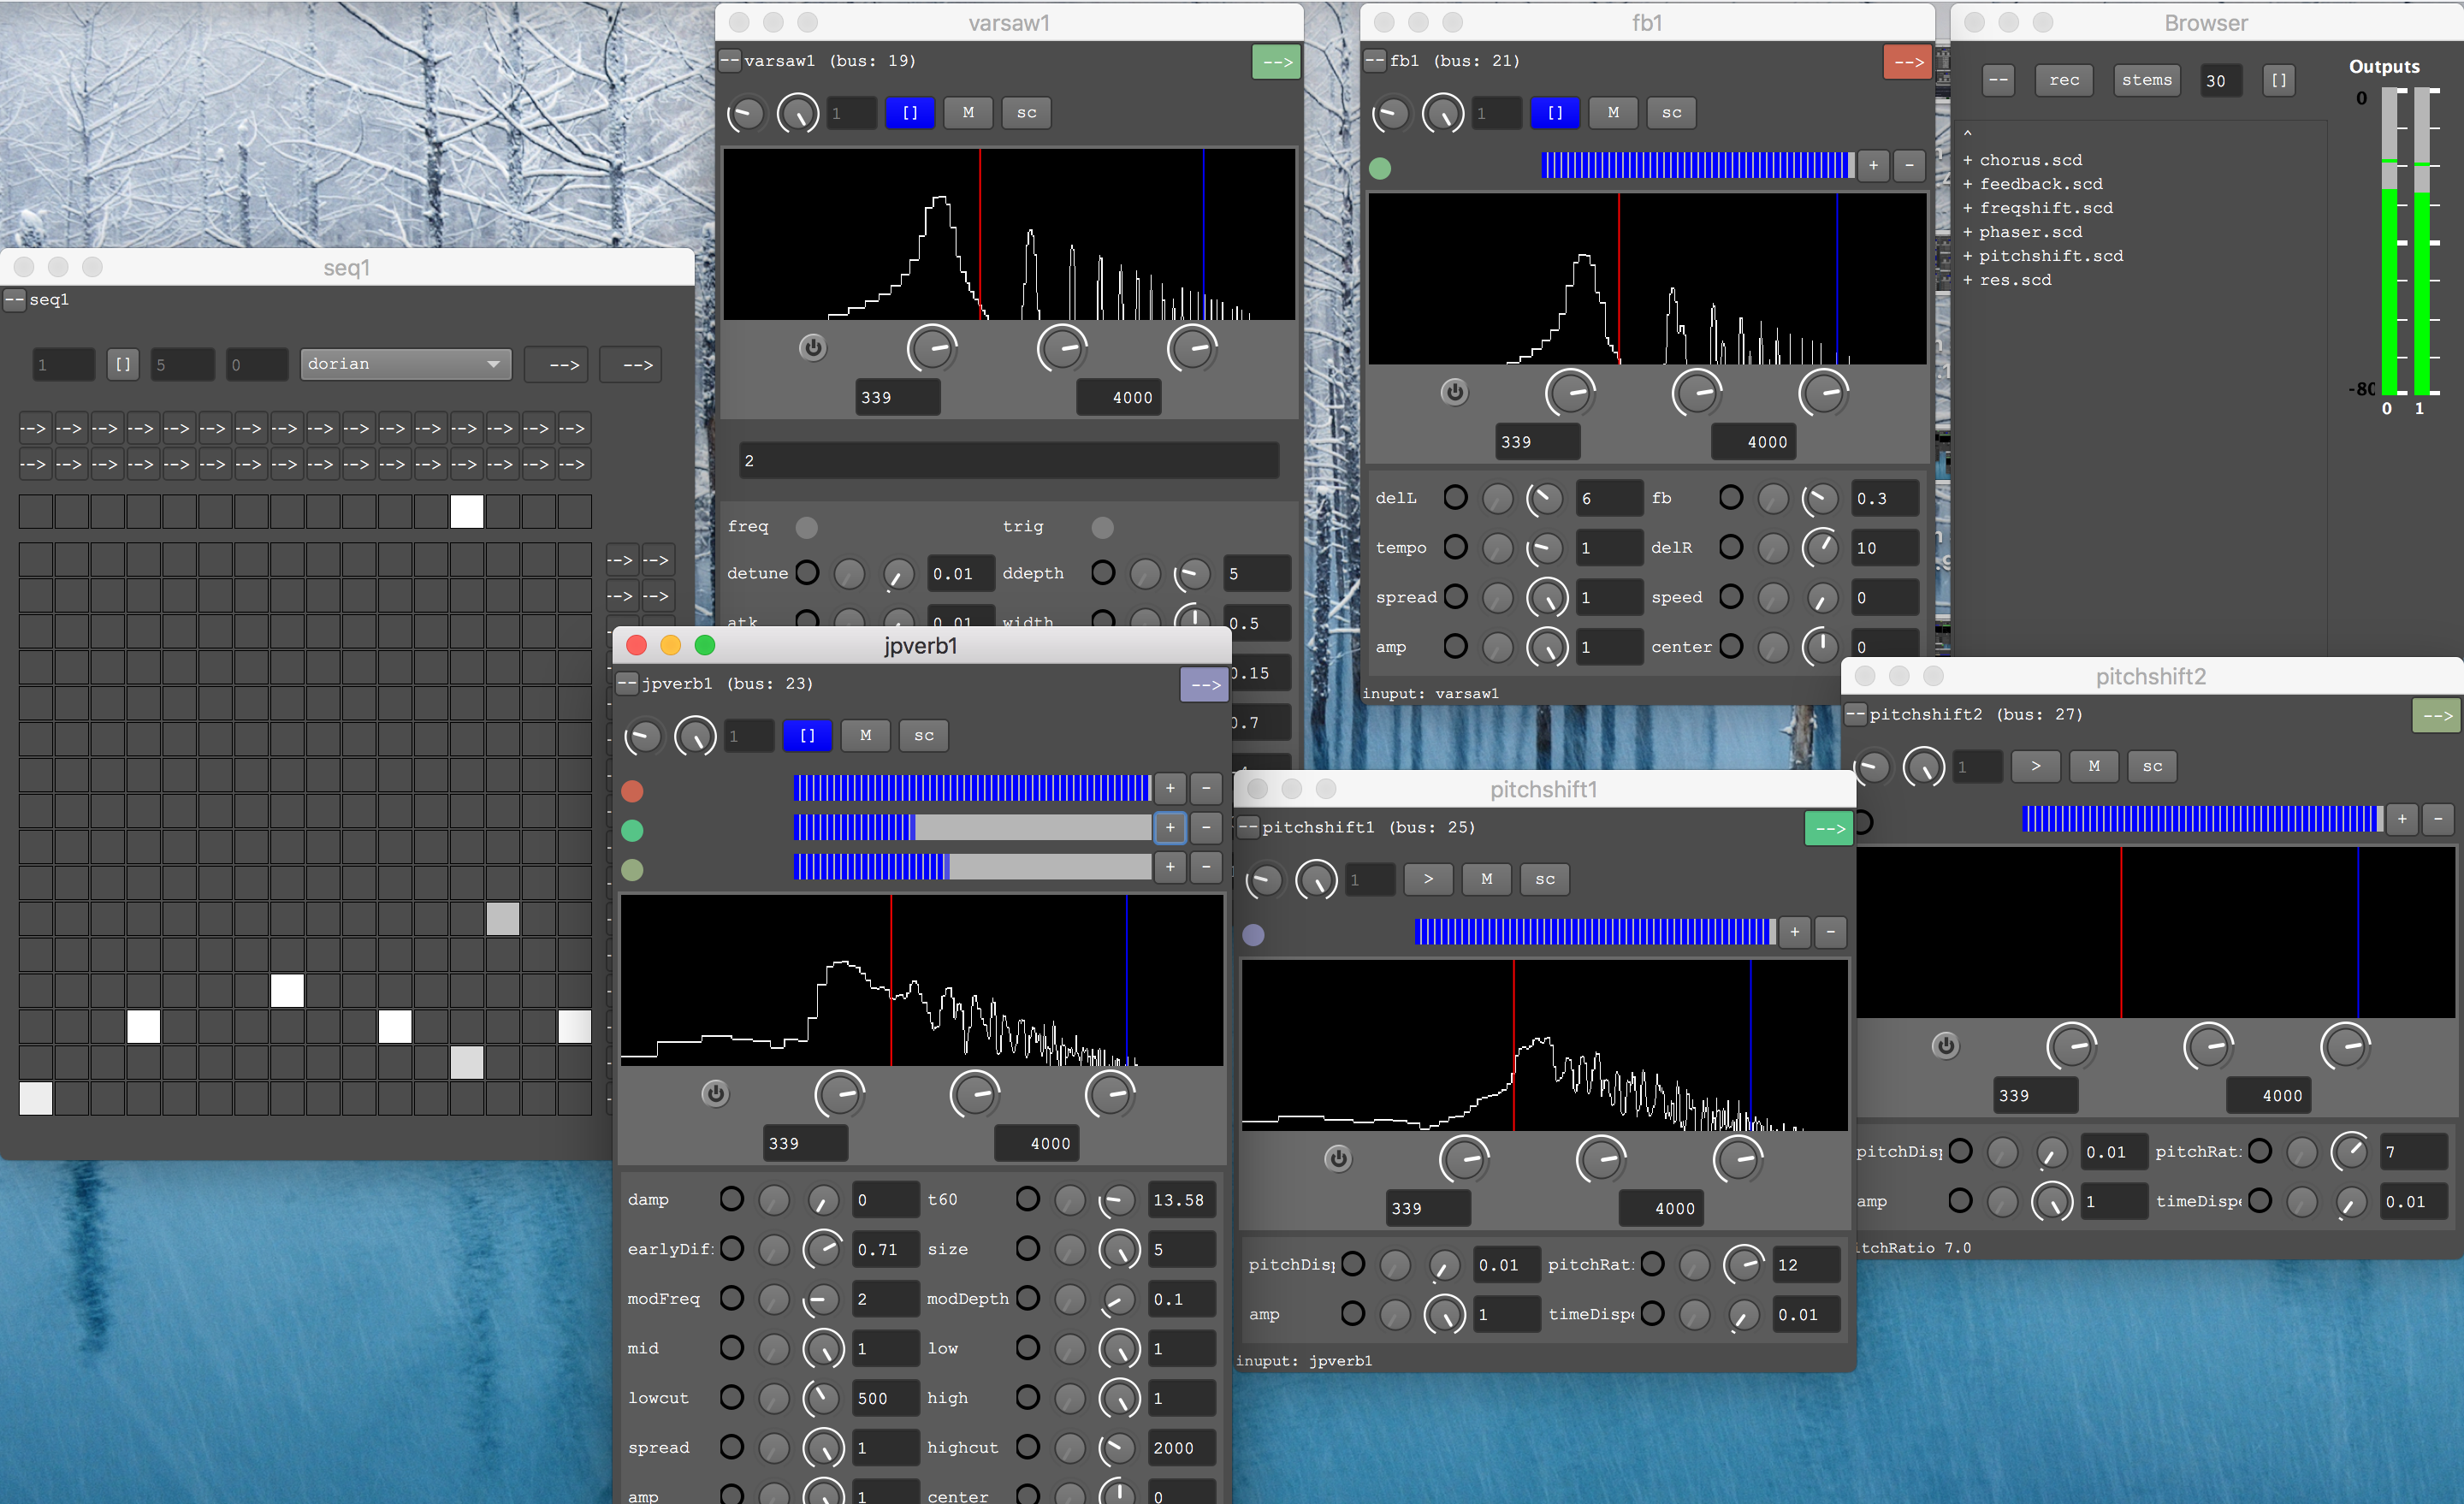 varsaw1
-- varsaw1 (bus: 19) -->
1 [] M sc
339 4000
2
freq trig
detune 0.01 ddepth 5
atk 0.01 width 0.5
0.15
0.7
fb1
-- fb1 (bus: 21) -->
1 [] M sc
+ -
339 4000
delL 6 fb 0.3
tempo 1 delR 10
spread 1 speed 0
amp 1 center 0
inuput: varsaw1
Browser
-- rec stems 30 []
Outputs
0
-80
0 1
^
+ chorus.scd
+ feedback.scd
+ freqshift.scd
+ phaser.scd
+ pitchshift.scd
+ res.scd
seq1
-- seq1
1 [] 5 0 dorian --> -->
--> --> --> --> --> --> --> --> --> --> --> --> --> --> --> -->
--> --> --> --> --> --> --> --> --> --> --> --> --> --> --> -->
--> -->
--> -->
jpverb1
-- jpverb1 (bus: 23) -->
1 [] M sc
+ -
+ -
+ -
339 4000
damp 0 t60 13.58
earlyDif 0.71 size 5
modFreq 2 modDepth 0.1
mid 1 low 1
lowcut 500 high 1
spread 1 highcut 2000
amp 1 center 0
pitchshift1
-- pitchshift1 (bus: 25) -->
1 > M sc
+ -
339 4000
pitchDisp 0.01 pitchRat 12
amp 1 timeDispe 0.01
inuput: jpverb1
pitchshift2
-- pitchshift2 (bus: 27) -->
1 > M sc
+ -
339 4000
pitchDisp 0.01 pitchRat 7
amp 1 timeDispe 0.01
itchRatio 7.0